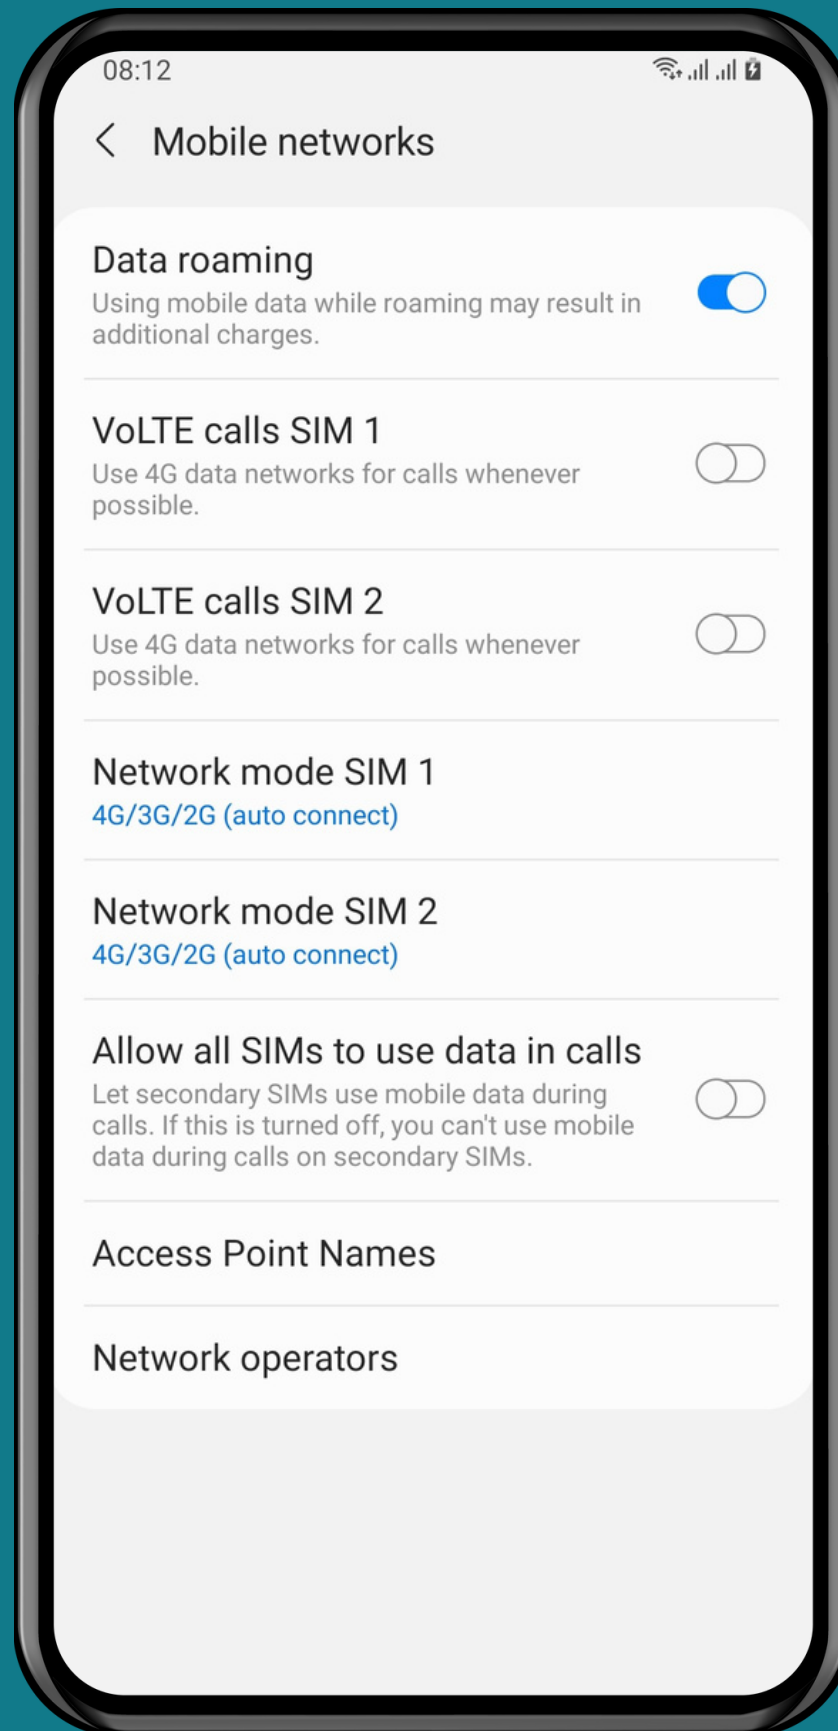 08:12
Mobile networks
Data roaming
Using mobile data while roaming may result in
additional charges.
VoLTE calls SIM 1
Use 4G data networks for calls whenever
possible.
VoLTE calls SIM 2
Use 4G data networks for calls whenever
possible.
Network mode SIM 1
4G/3G/2G (auto connect)
Network mode SIM 2
4G/3G/2G (auto connect)
Allow all SIMs to use data in calls
Let secondary SIMs use mobile data during
calls. If this is turned off, you can't use mobile
data during calls on secondary SIMs.
Access Point Names
Network operators